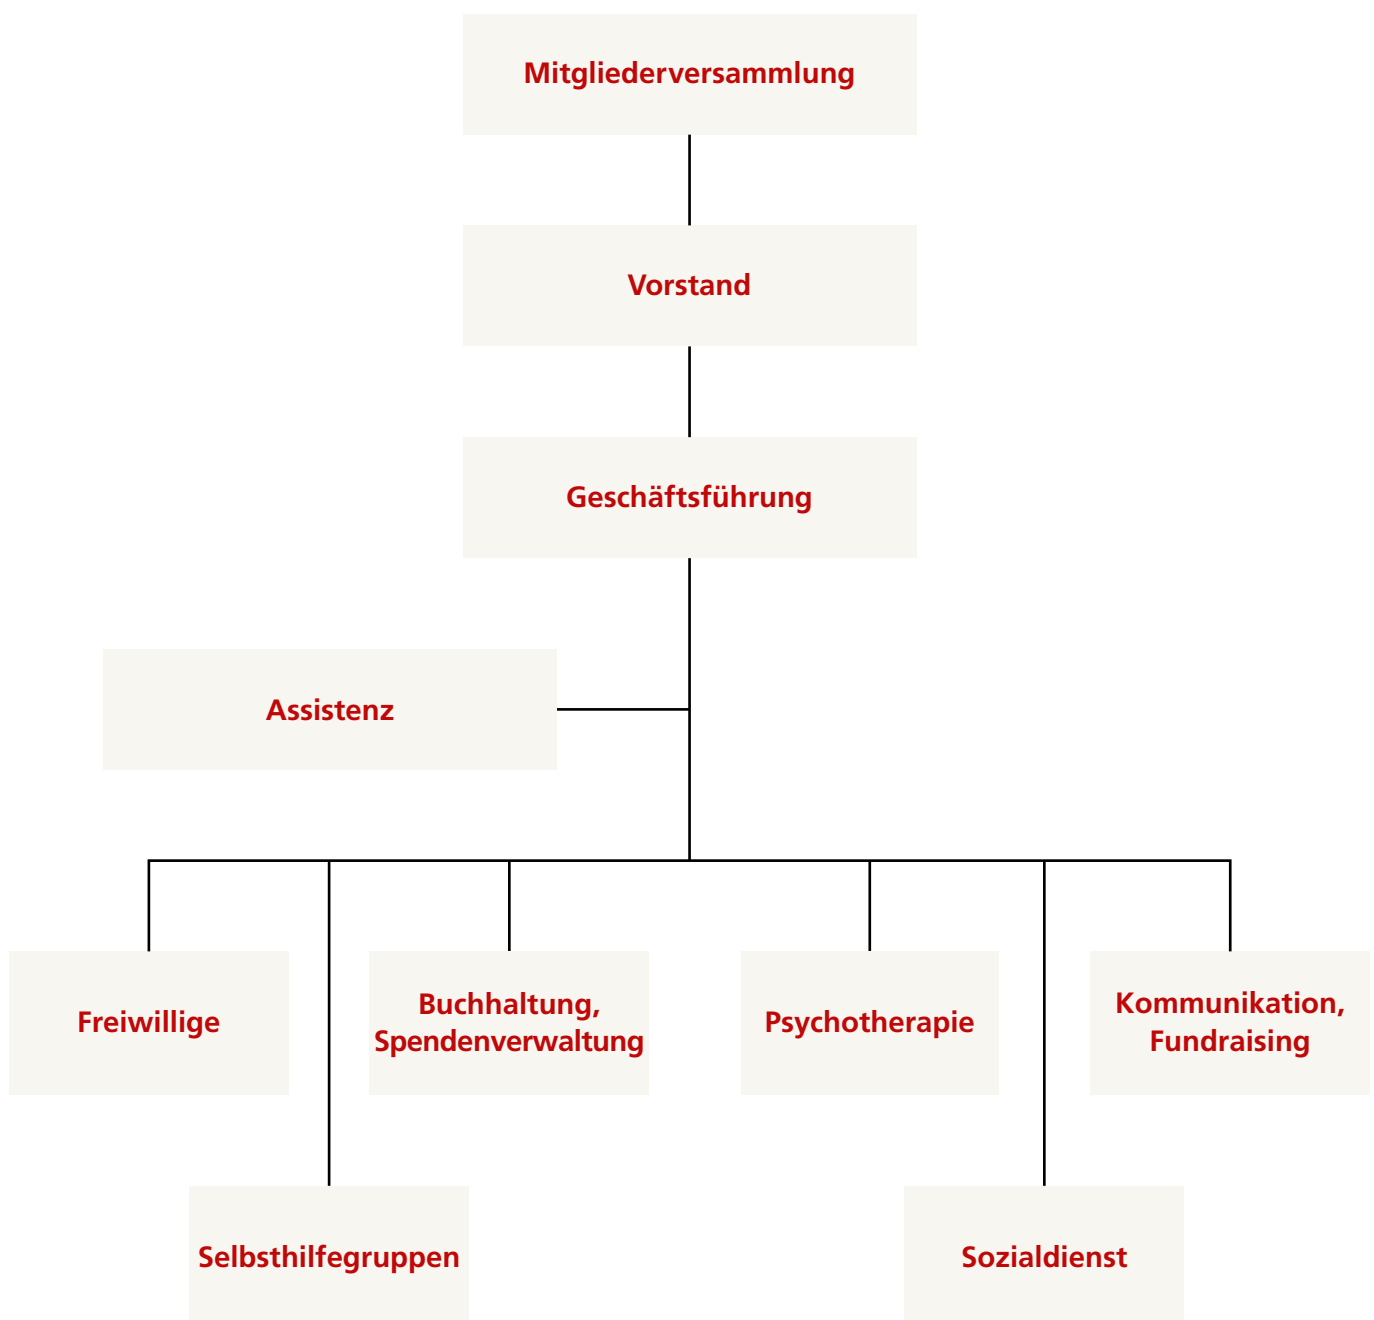 Mitgliederversammlung
Vorstand
Geschäftsführung
Assistenz
Freiwillige
Buchhaltung,
Spendenverwaltung
Psychotherapie
Kommunikation,
Fundraising
Selbsthilfegruppen
Sozialdienst